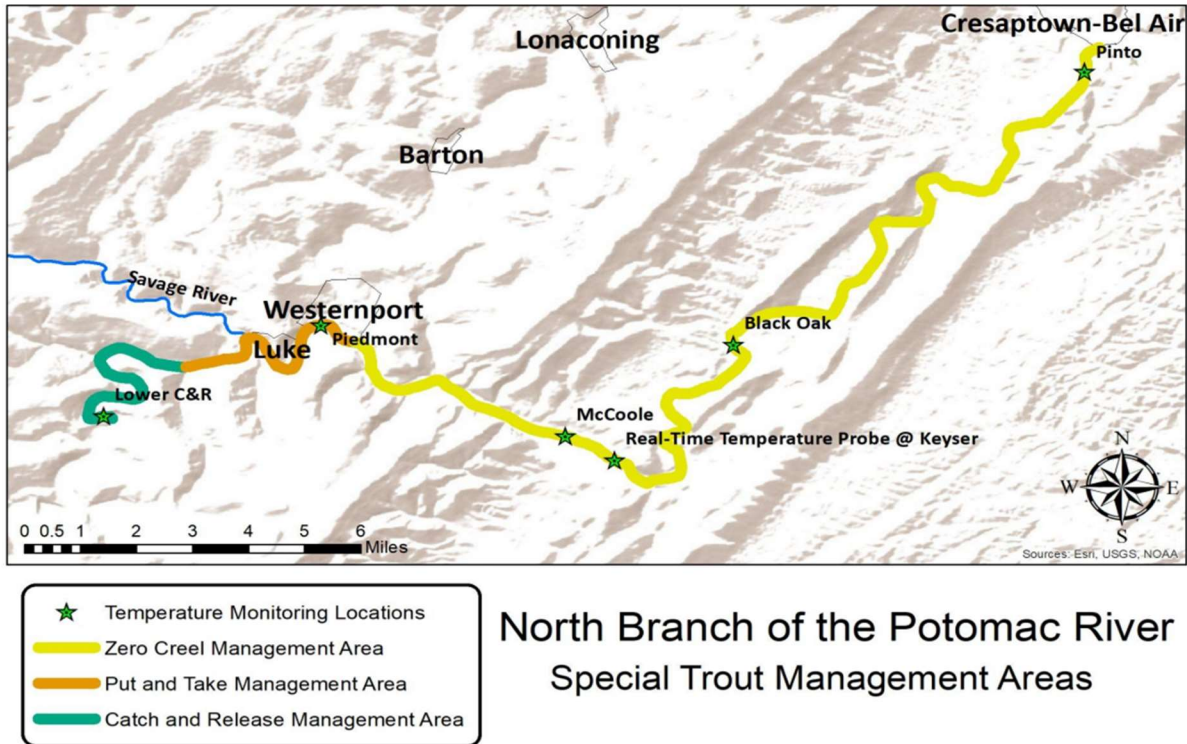 Lonaconing
Cresaptown-Bel Air
Pinto
Barton
Savage River
Westernport
Piedmont
Luke
Black Oak
Lower C&R
McCoole
Real-Time Temperature Probe @ Keyser
N
W E
S
0 0.5 1 2 3 4 5 6
Miles
Sources: Esri, USGS, NOAA
Temperature Monitoring Locations
Zero Creel Management Area
Put and Take Management Area
Catch and Release Management Area
North Branch of the Potomac River
Special Trout Management Areas